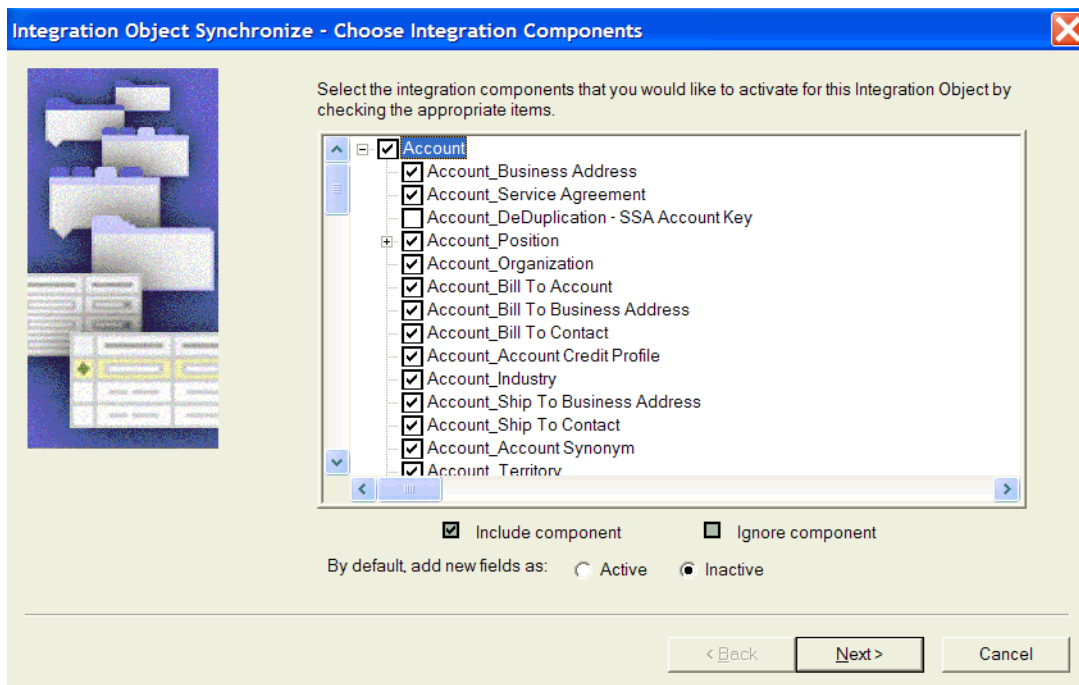 Integration Object Synchronize - Choose Integration Components
Select the integration components that you would like to activate for this Integration Object by
checking the appropriate items.
Account
Account_Business Address
Account_Service Agreement
Account_DeDuplication - SSA Account Key
Account_Position
Account_Organization
Account_Bill To Account
Account_Bill To Business Address
Account_Bill To Contact
Account_Account Credit Profile
Account_Industry
Account_Ship To Business Address
Account_Ship To Contact
Account_Account Synonym
Account_Territory
Include component Ignore component
By default, add new fields as: Active Inactive
< Back Next > Cancel